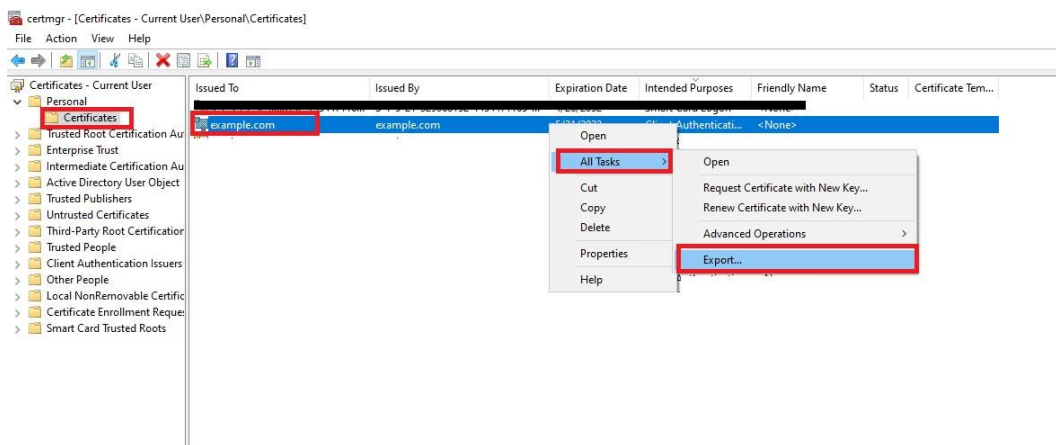 certmgr - [Certificates - Current User\Personal\Certificates]
File Action View Help
Certificates - Current User
Personal
Certificates
Trusted Root Certification Au
Enterprise Trust
Intermediate Certification Au
Active Directory User Object
Trusted Publishers
Untrusted Certificates
Third-Party Root Certification
Trusted People
Client Authentication Issuers
Other People
Local NonRemovable Certific
Certificate Enrollment Reques
Smart Card Trusted Roots
Issued To Issued By Expiration Date Intended Purposes Friendly Name Status Certificate Tem...
example.com example.com Client Authenticati... <None>
Open
All Tasks >
Cut
Copy
Delete
Properties
Help
Open
Request Certificate with New Key...
Renew Certificate with New Key...
Advanced Operations >
Export...